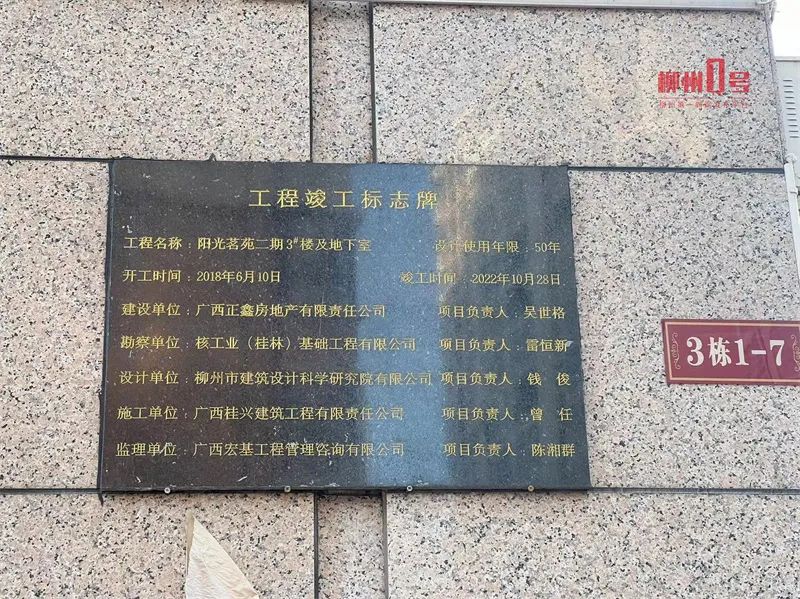 柳州1号
工程竣工标志牌
工程名称：阳光茗苑二期3#楼及地下室 设计使用年限：50年
开工时间：2018年6月10日 竣工时间：2022年10月28日
建设单位：广西正鑫房地产有限责任公司 项目负责人：吴世格
勘察单位：核工业（桂林）基础工程有限公司 项目负责人：雷恒新
设计单位：柳州市建筑设计科学研究院有限公司 项目负责人：钱 俊
施工单位：广西桂兴建筑工程有限责任公司 项目负责人：曾 任
监理单位：广西宏基工程管理咨询有限公司 项目负责人：陈湘群
3栋1-7